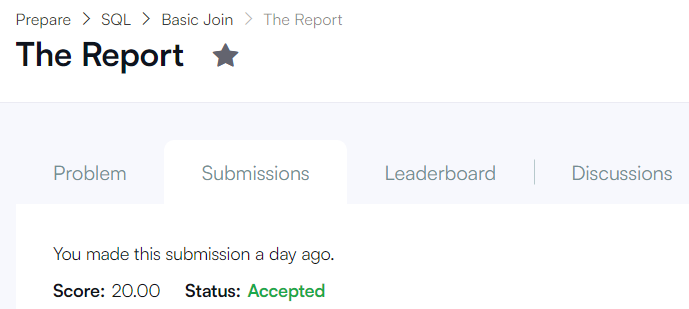 Prepare > SQL > Basic Join > The Report
The Report
Problem Submissions Leaderboard Discussions
You made this submission a day ago.
Score: 20.00 Status: Accepted